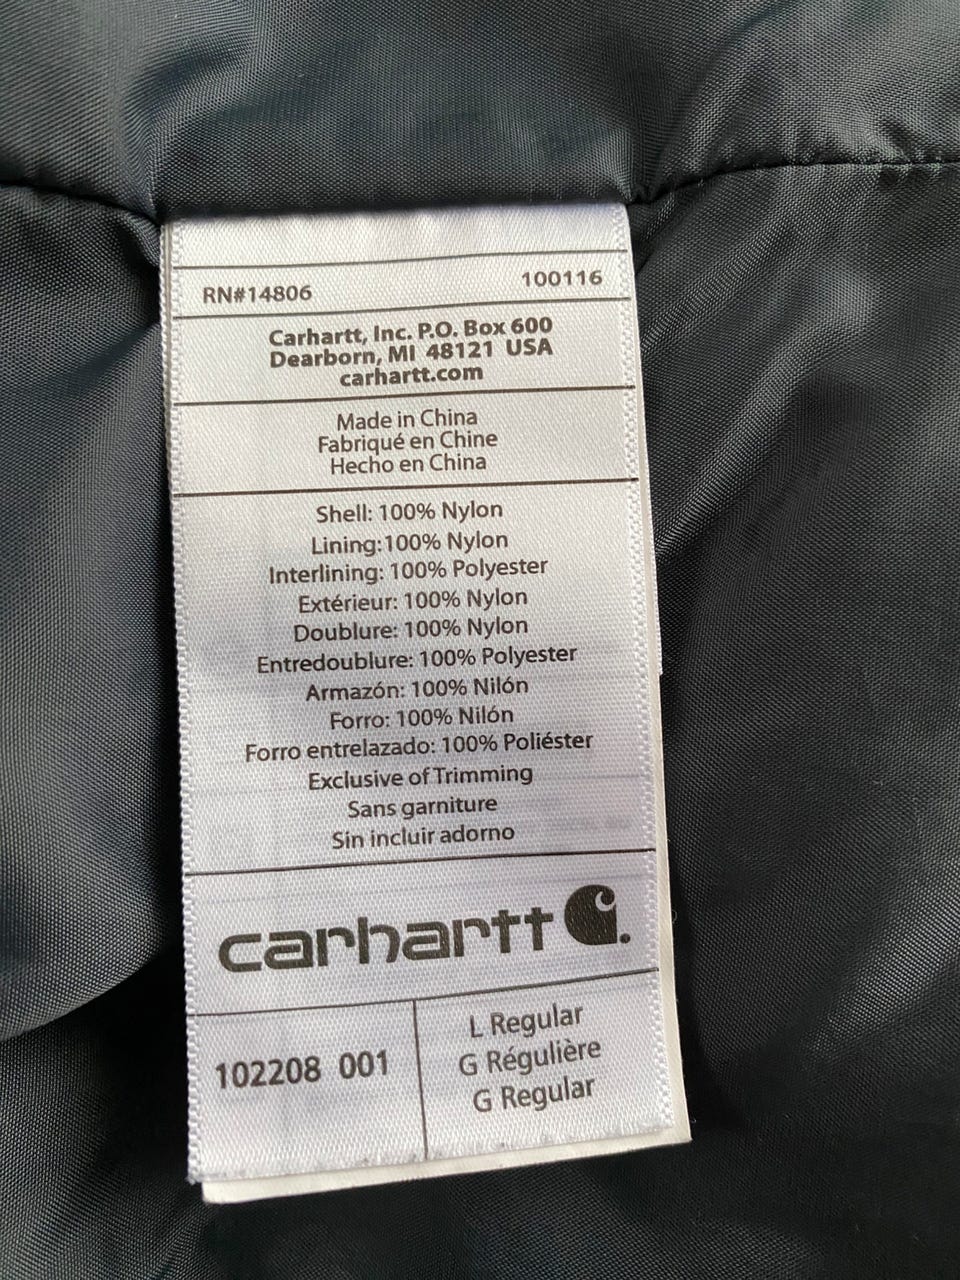 RN#14806 100116
Carhartt, Inc. P.O. Box 600
Dearborn, MI 48121 USA
carhartt.com
Made in China
Fabriqué en Chine
Hecho en China
Shell: 100% Nylon
Lining:100% Nylon
Interlining: 100% Polyester
Extérieur: 100% Nylon
Doublure: 100% Nylon
Entredoublure: 100% Polyester
Armazón: 100% Nilón
Forro: 100% Nilón
Forro entrelazado: 100% Poliéster
Exclusive of Trimming
Sans garniture
Sin incluir adorno
carhartt
102208 001
L Regular
G Régulière
G Regular